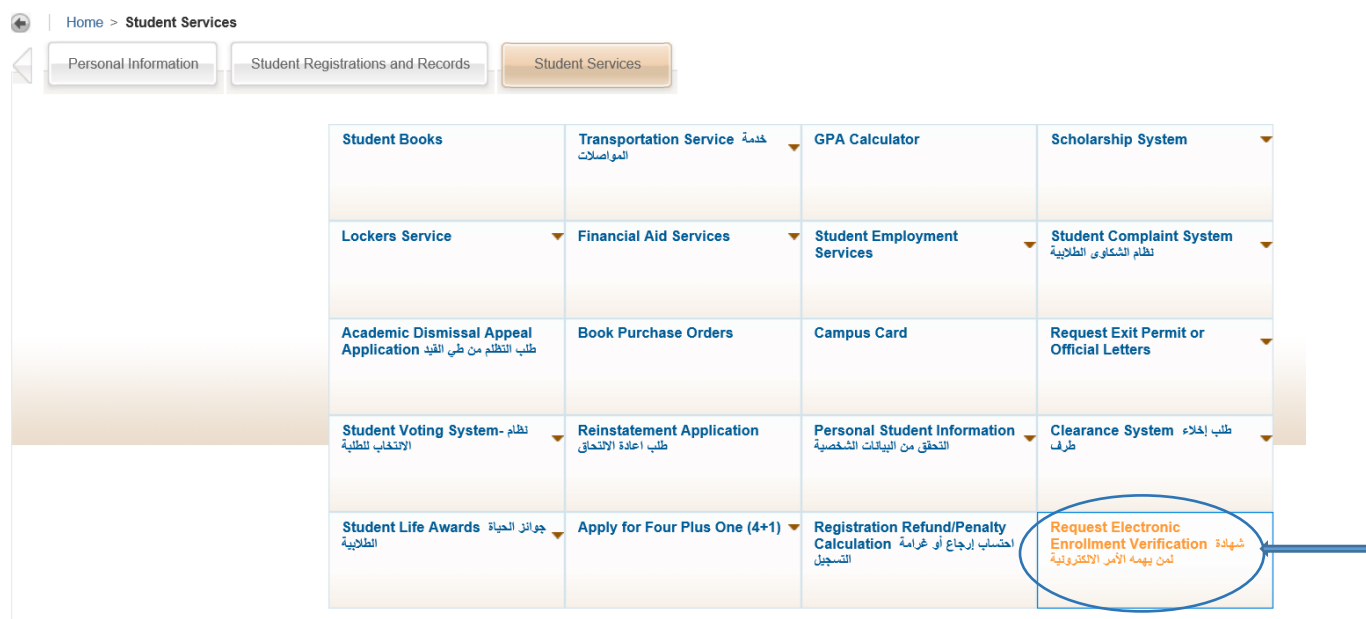 Home > Student Services
Personal Information
Student Registrations and Records
Student Services
Student Books
Transportation Service خدمة
المواصلات
GPA Calculator
Scholarship System
Lockers Service
Financial Aid Services
Student Employment
Services
Student Complaint System
نظام الشكاوى الطلابية
Academic Dismissal Appeal
Application طلب التظلم من طي القيد
Book Purchase Orders
Campus Card
Request Exit Permit or
Official Letters
Student Voting System- نظام
الانتخاب للطلبة
Reinstatement Application
طلب اعادة الالتحاق
Personal Student Information
التحقق من البيانات الشخصية
Clearance System طلب إخلاء
طرف
Student Life Awards جوائز الحياة
الطلابية
Apply for Four Plus One (4+1)
Registration Refund/Penalty
Calculation احتساب إرجاع أو غرامة
التسجيل
Request Electronic
Enrollment Verification شهادة
لمن يهمه الأمر الالكترونية